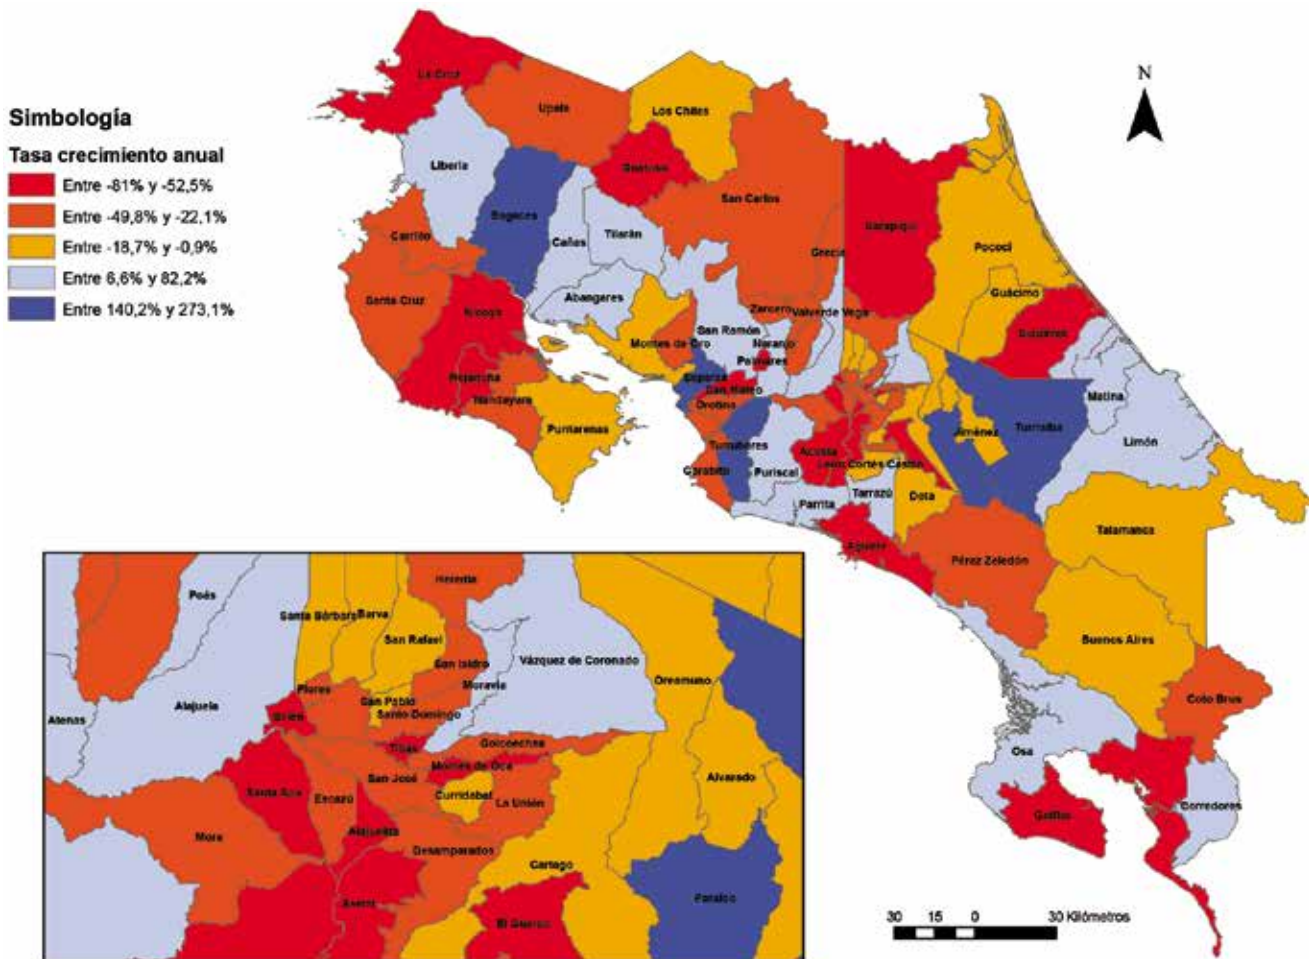 Simbología
Tasa crecimiento anual
Entre -81% y -52,5%
Entre -49,8% y -22,1%
Entre -18,7% y -0,9%
Entre 6,6% y 82,2%
Entre 140,2% y 273,1%
N
La Cruz
Upala
Los Chiles
Liberia
Guatuso
Bagaces
San Carlos
Sarapiquí
Cañas
Tilarán
Carrillo
Grecia
Pococí
Santa Cruz
Abangares
Guácimo
Nicoya
Zarcero
Valverde Vega
Siquirres
San Ramón
Montes de Oro
Naranjo
Palmares
Hojancha
Esparza
San Mateo
Matina
Nandayure
Orotina
Jiménez
Turrialba
Puntarenas
Turrubares
Limón
Acosta
Garabito
Puriscal
León Cortés Castro
Tarrazú
Dota
Parrita
Talamanca
Aguirre
Pérez Zeledón
Buenos Aires
Coto Brus
Osa
Golfito
Corredores
Heredia
Poás
Santa Bárbara
Barva
San Rafael
San Isidro
Vázquez de Coronado
Moravia
Oreamuno
Flores
San Pablo
Santo Domingo
Alajuela
Atenas
Belén
Tibás
Goicoechea
Montes de Oca
San José
Alvarado
Santa Ana
Escazú
Curridabat
La Unión
Mora
Alajuelita
Desamparados
Cartago
Paraíso
Aserrí
El Guarco
30 15 0 30 Kilómetros